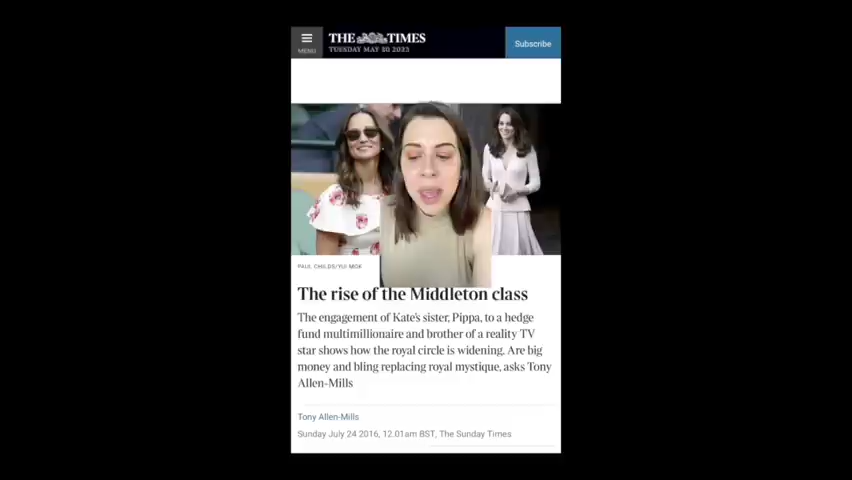 THE TIMES
MENU
TUESDAY MAY 30 2023
Subscribe
PAUL CHILDS/YUI MOK
The rise of the Middleton class
The engagement of Kate's sister, Pippa, to a hedge
fund multimillionaire and brother of a reality TV
star shows how the royal circle is widening. Are big
money and bling replacing royal mystique, asks Tony
Allen-Mills
Tony Allen-Mills
Sunday July 24 2016, 12.01am BST, The Sunday Times